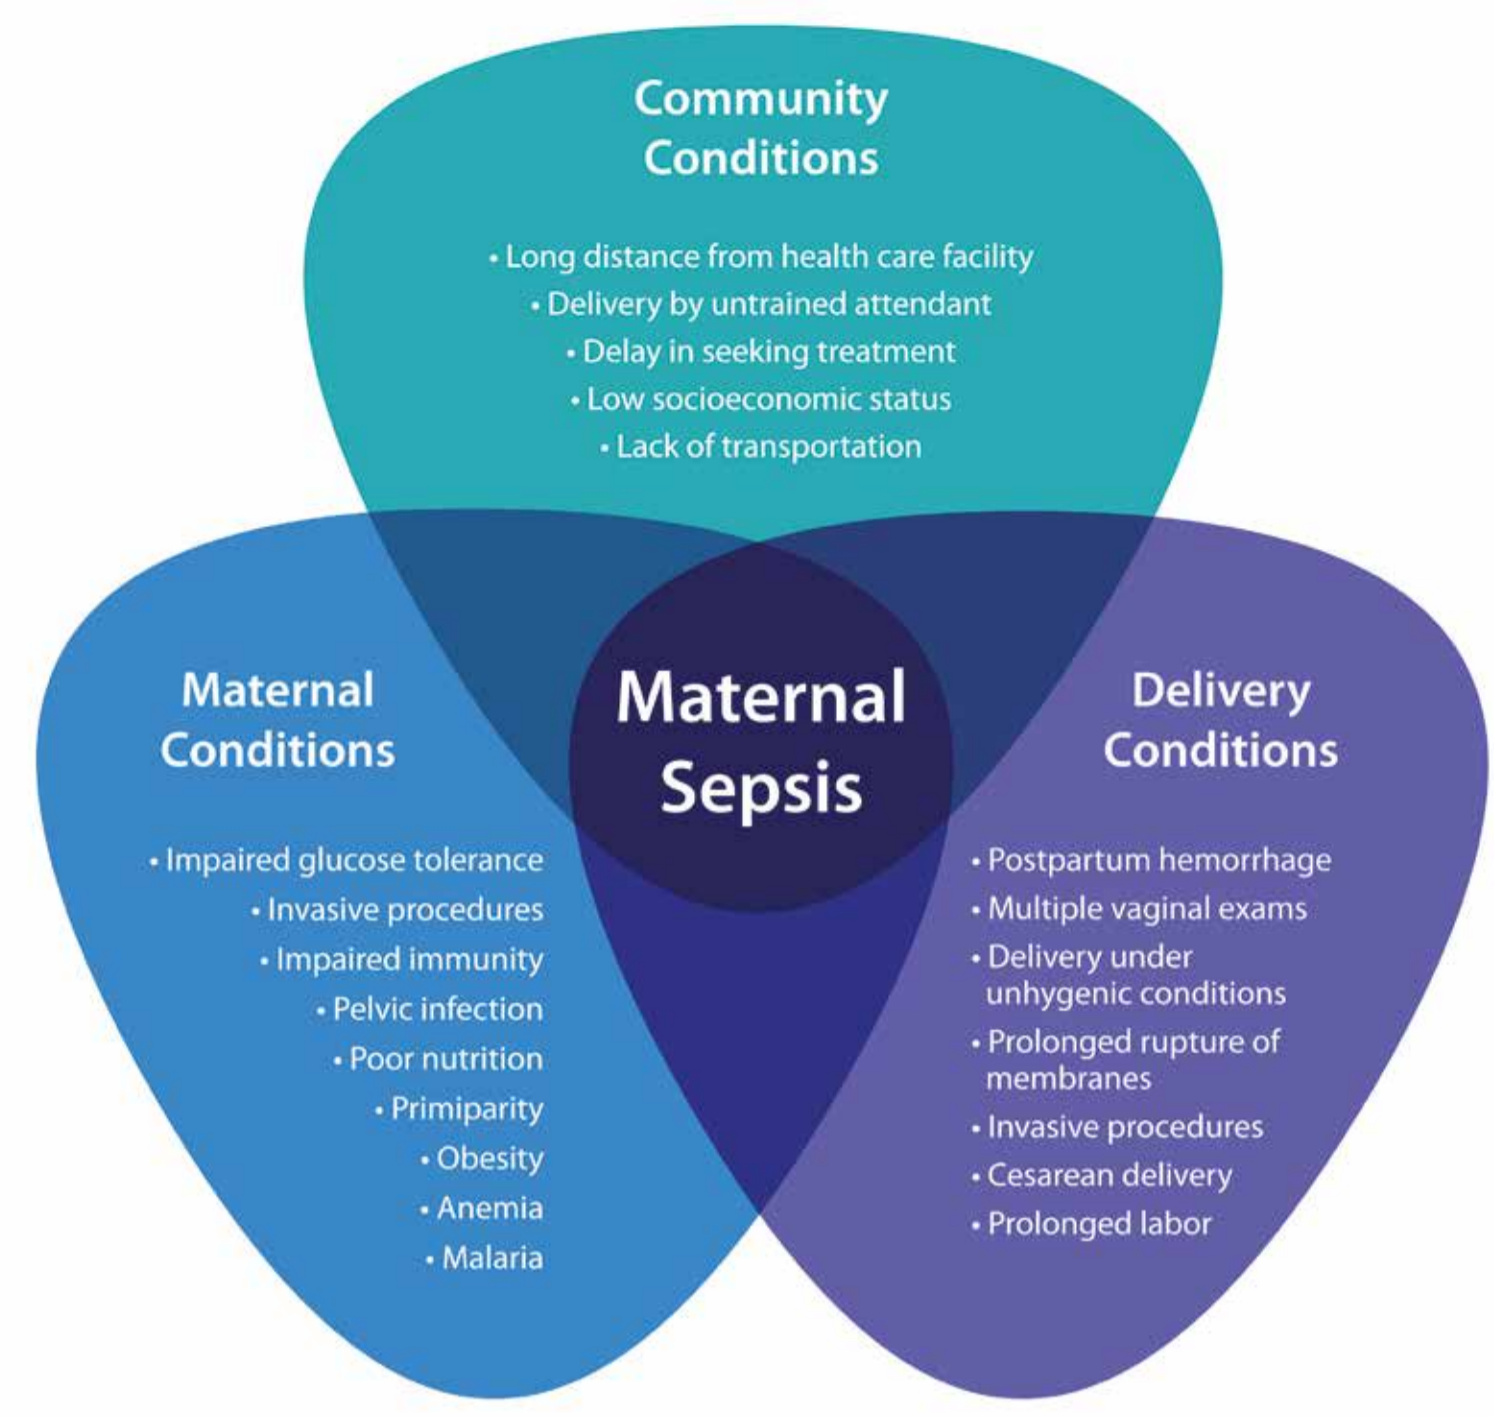 Community
Conditions
• Long distance from health care facility
• Delivery by untrained attendant
• Delay in seeking treatment
• Low socioeconomic status
• Lack of transportation
Maternal
Conditions
• Impaired glucose tolerance
• Invasive procedures
• Impaired immunity
• Pelvic infection
• Poor nutrition
• Primiparity
• Obesity
• Anemia
• Malaria
Maternal
Sepsis
Delivery
Conditions
• Postpartum hemorrhage
• Multiple vaginal exams
• Delivery under
unhygenic conditions
• Prolonged rupture of
membranes
• Invasive procedures
• Cesarean delivery
• Prolonged labor